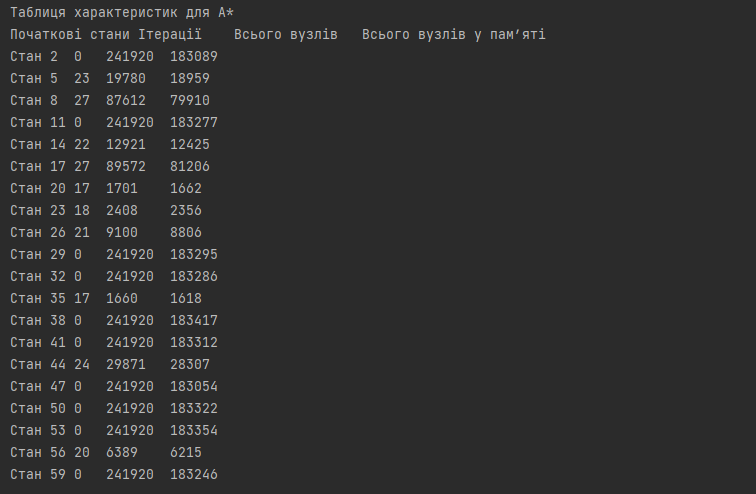 Таблиця характеристик для A*
Початкові стани Ітерації    Всього вузлів   Всього вузлів у пам’яті
Стан 2  0   241920  183089
Стан 5  23  19780   18959
Стан 8  27  87612   79910
Стан 11 0   241920  183277
Стан 14 22  12921   12425
Стан 17 27  89572   81206
Стан 20 17  1701    1662
Стан 23 18  2408    2356
Стан 26 21  9100    8806
Стан 29 0   241920  183295
Стан 32 0   241920  183286
Стан 35 17  1660    1618
Стан 38 0   241920  183417
Стан 41 0   241920  183312
Стан 44 24  29871   28307
Стан 47 0   241920  183054
Стан 50 0   241920  183322
Стан 53 0   241920  183354
Стан 56 20  6389    6215
Стан 59 0   241920  183246